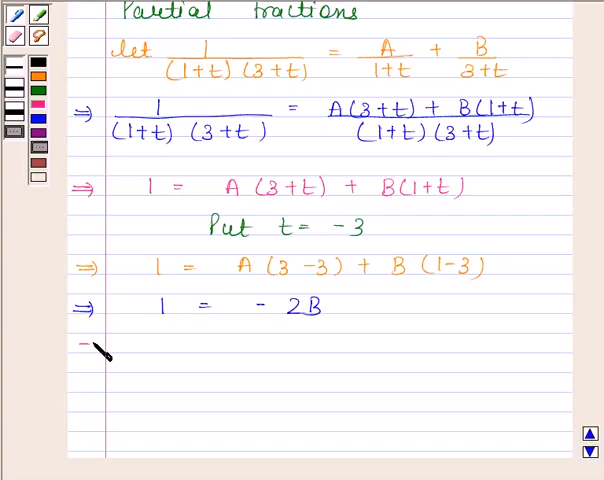 Partial fractions
let 1/((1+t) (3+t)) = A/(1+t) + B/(3+t)
⇒ 1/((1+t) (3+t)) = (A(3+t) + B(1+t))/((1+t) (3+t))
⇒ 1 = A (3+t) + B(1+t)
Put t = -3
⇒ 1 = A (3-3) + B (1-3)
⇒ 1 = - 2B